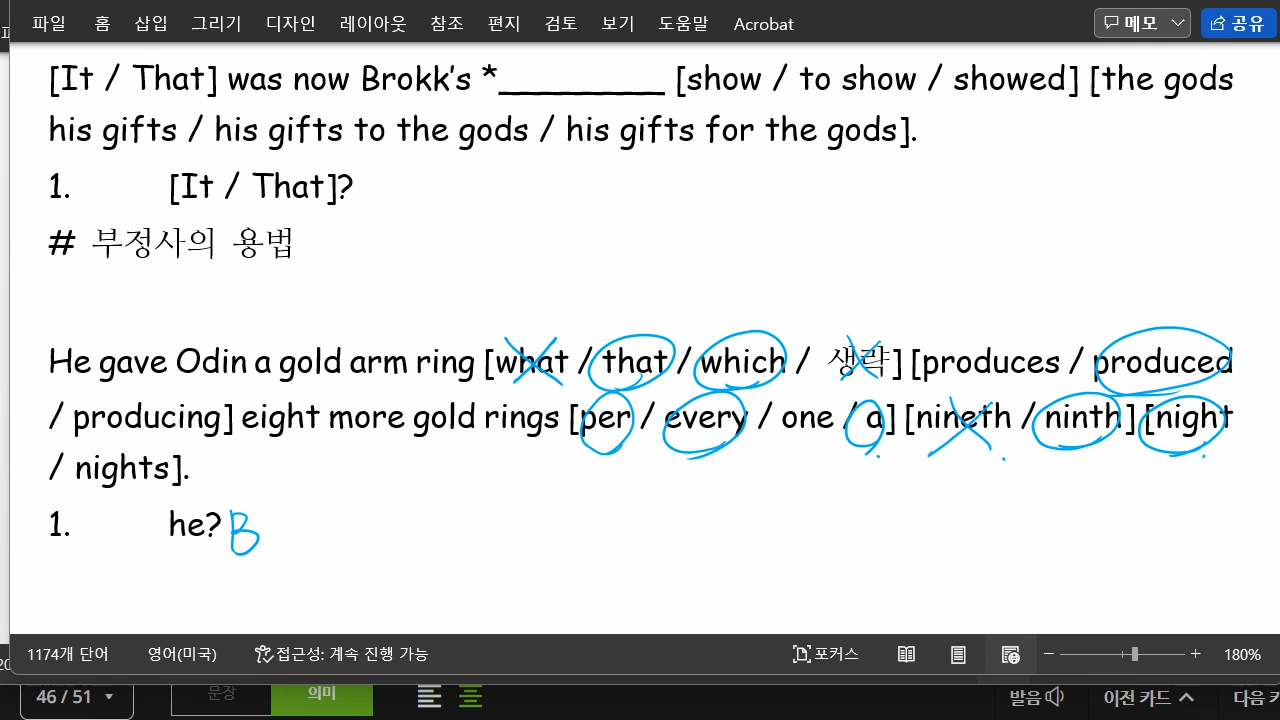 파일 홈 삽입 그리기 디자인 레이아웃 참조 편지 검토 보기 도움말 Acrobat 메모 공유
[It / That] was now Brokk's *__________ [show / to show / showed] [the gods
his gifts / his gifts to the gods / his gifts for the gods].
1. [It / That]?
# 부정사의 용법
He gave Odin a gold arm ring [what / that / which / 생략] [produces / produced
/ producing] eight more gold rings [per / every / one / a] [nineth / ninth] [night
/ nights].
1. he? B
1174개 단어 영어(미국) 접근성: 계속 진행 가능 포커스 180%
46 / 51 문장 의미 발음 이전 카드 다음